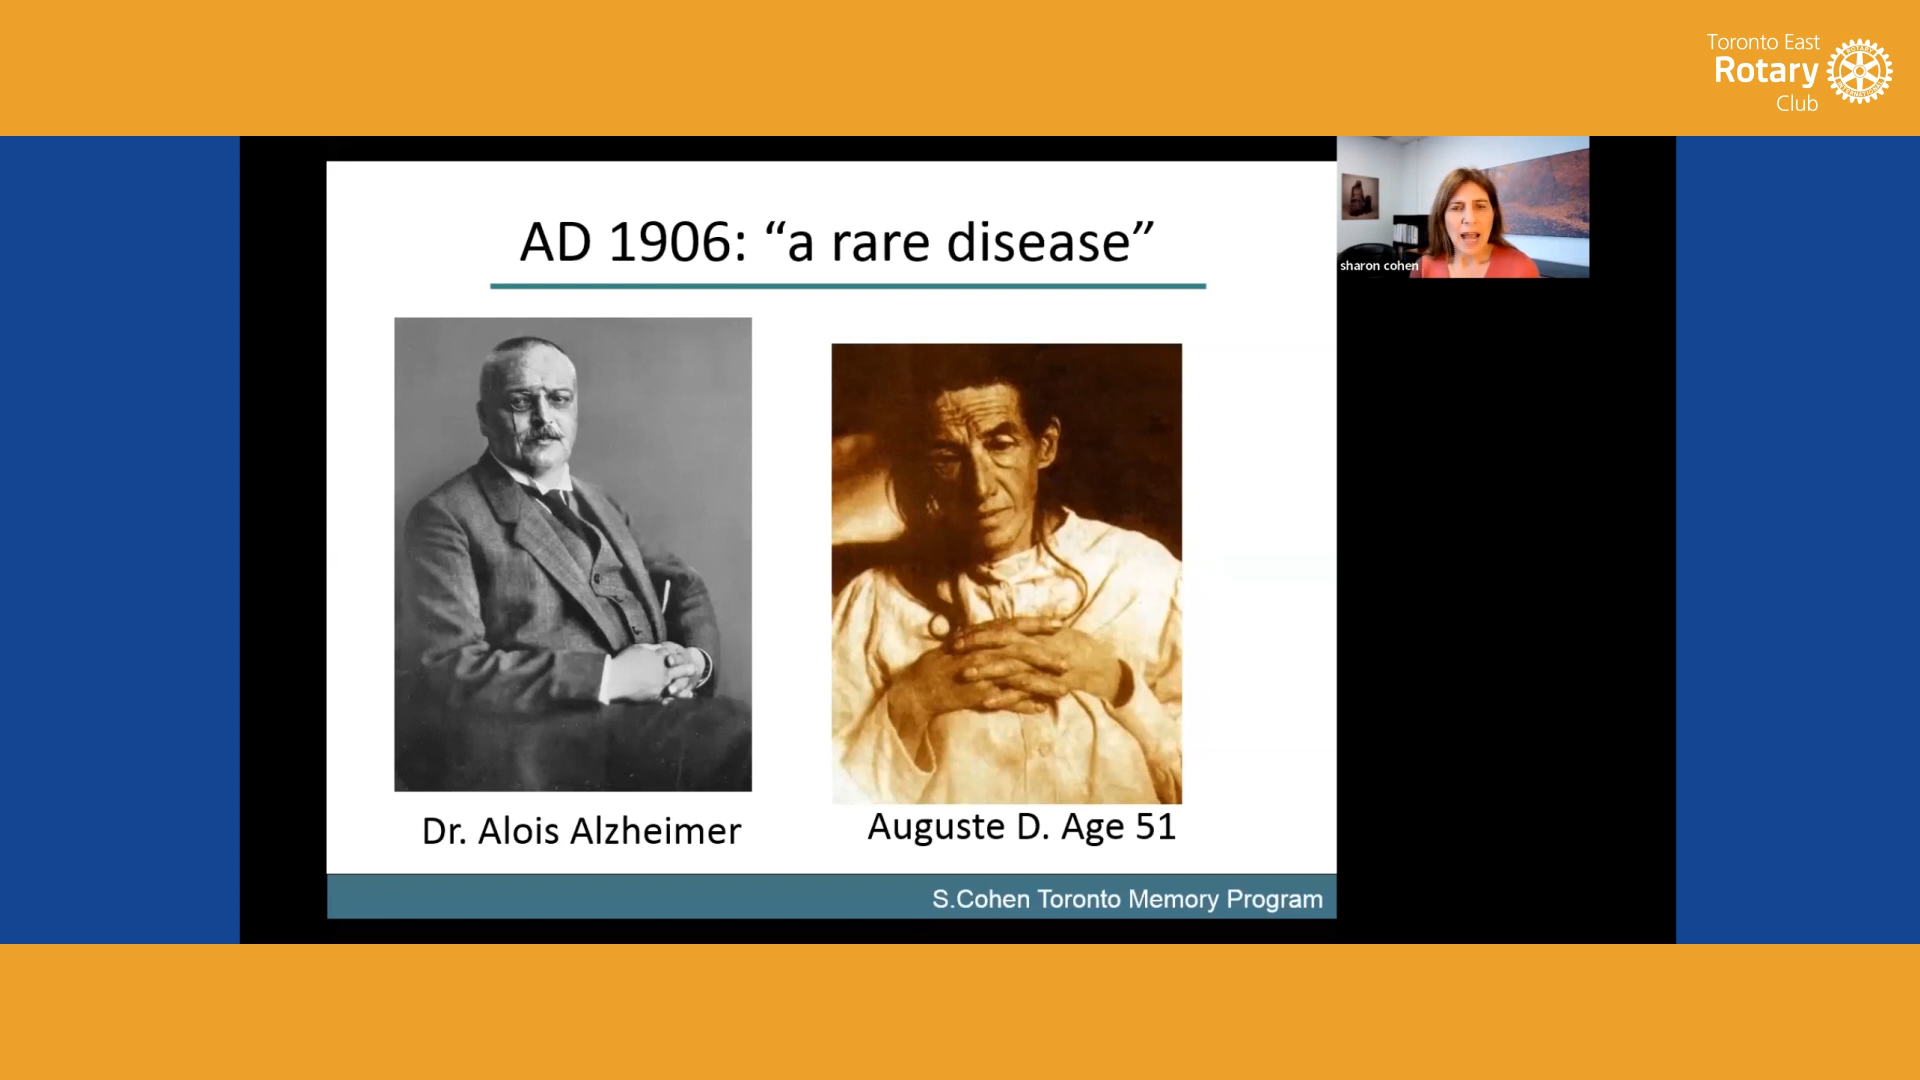 Toronto East
Rotary
Club
AD 1906: “a rare disease”
sharon cohen
Dr. Alois Alzheimer
Auguste D. Age 51
S.Cohen Toronto Memory Program